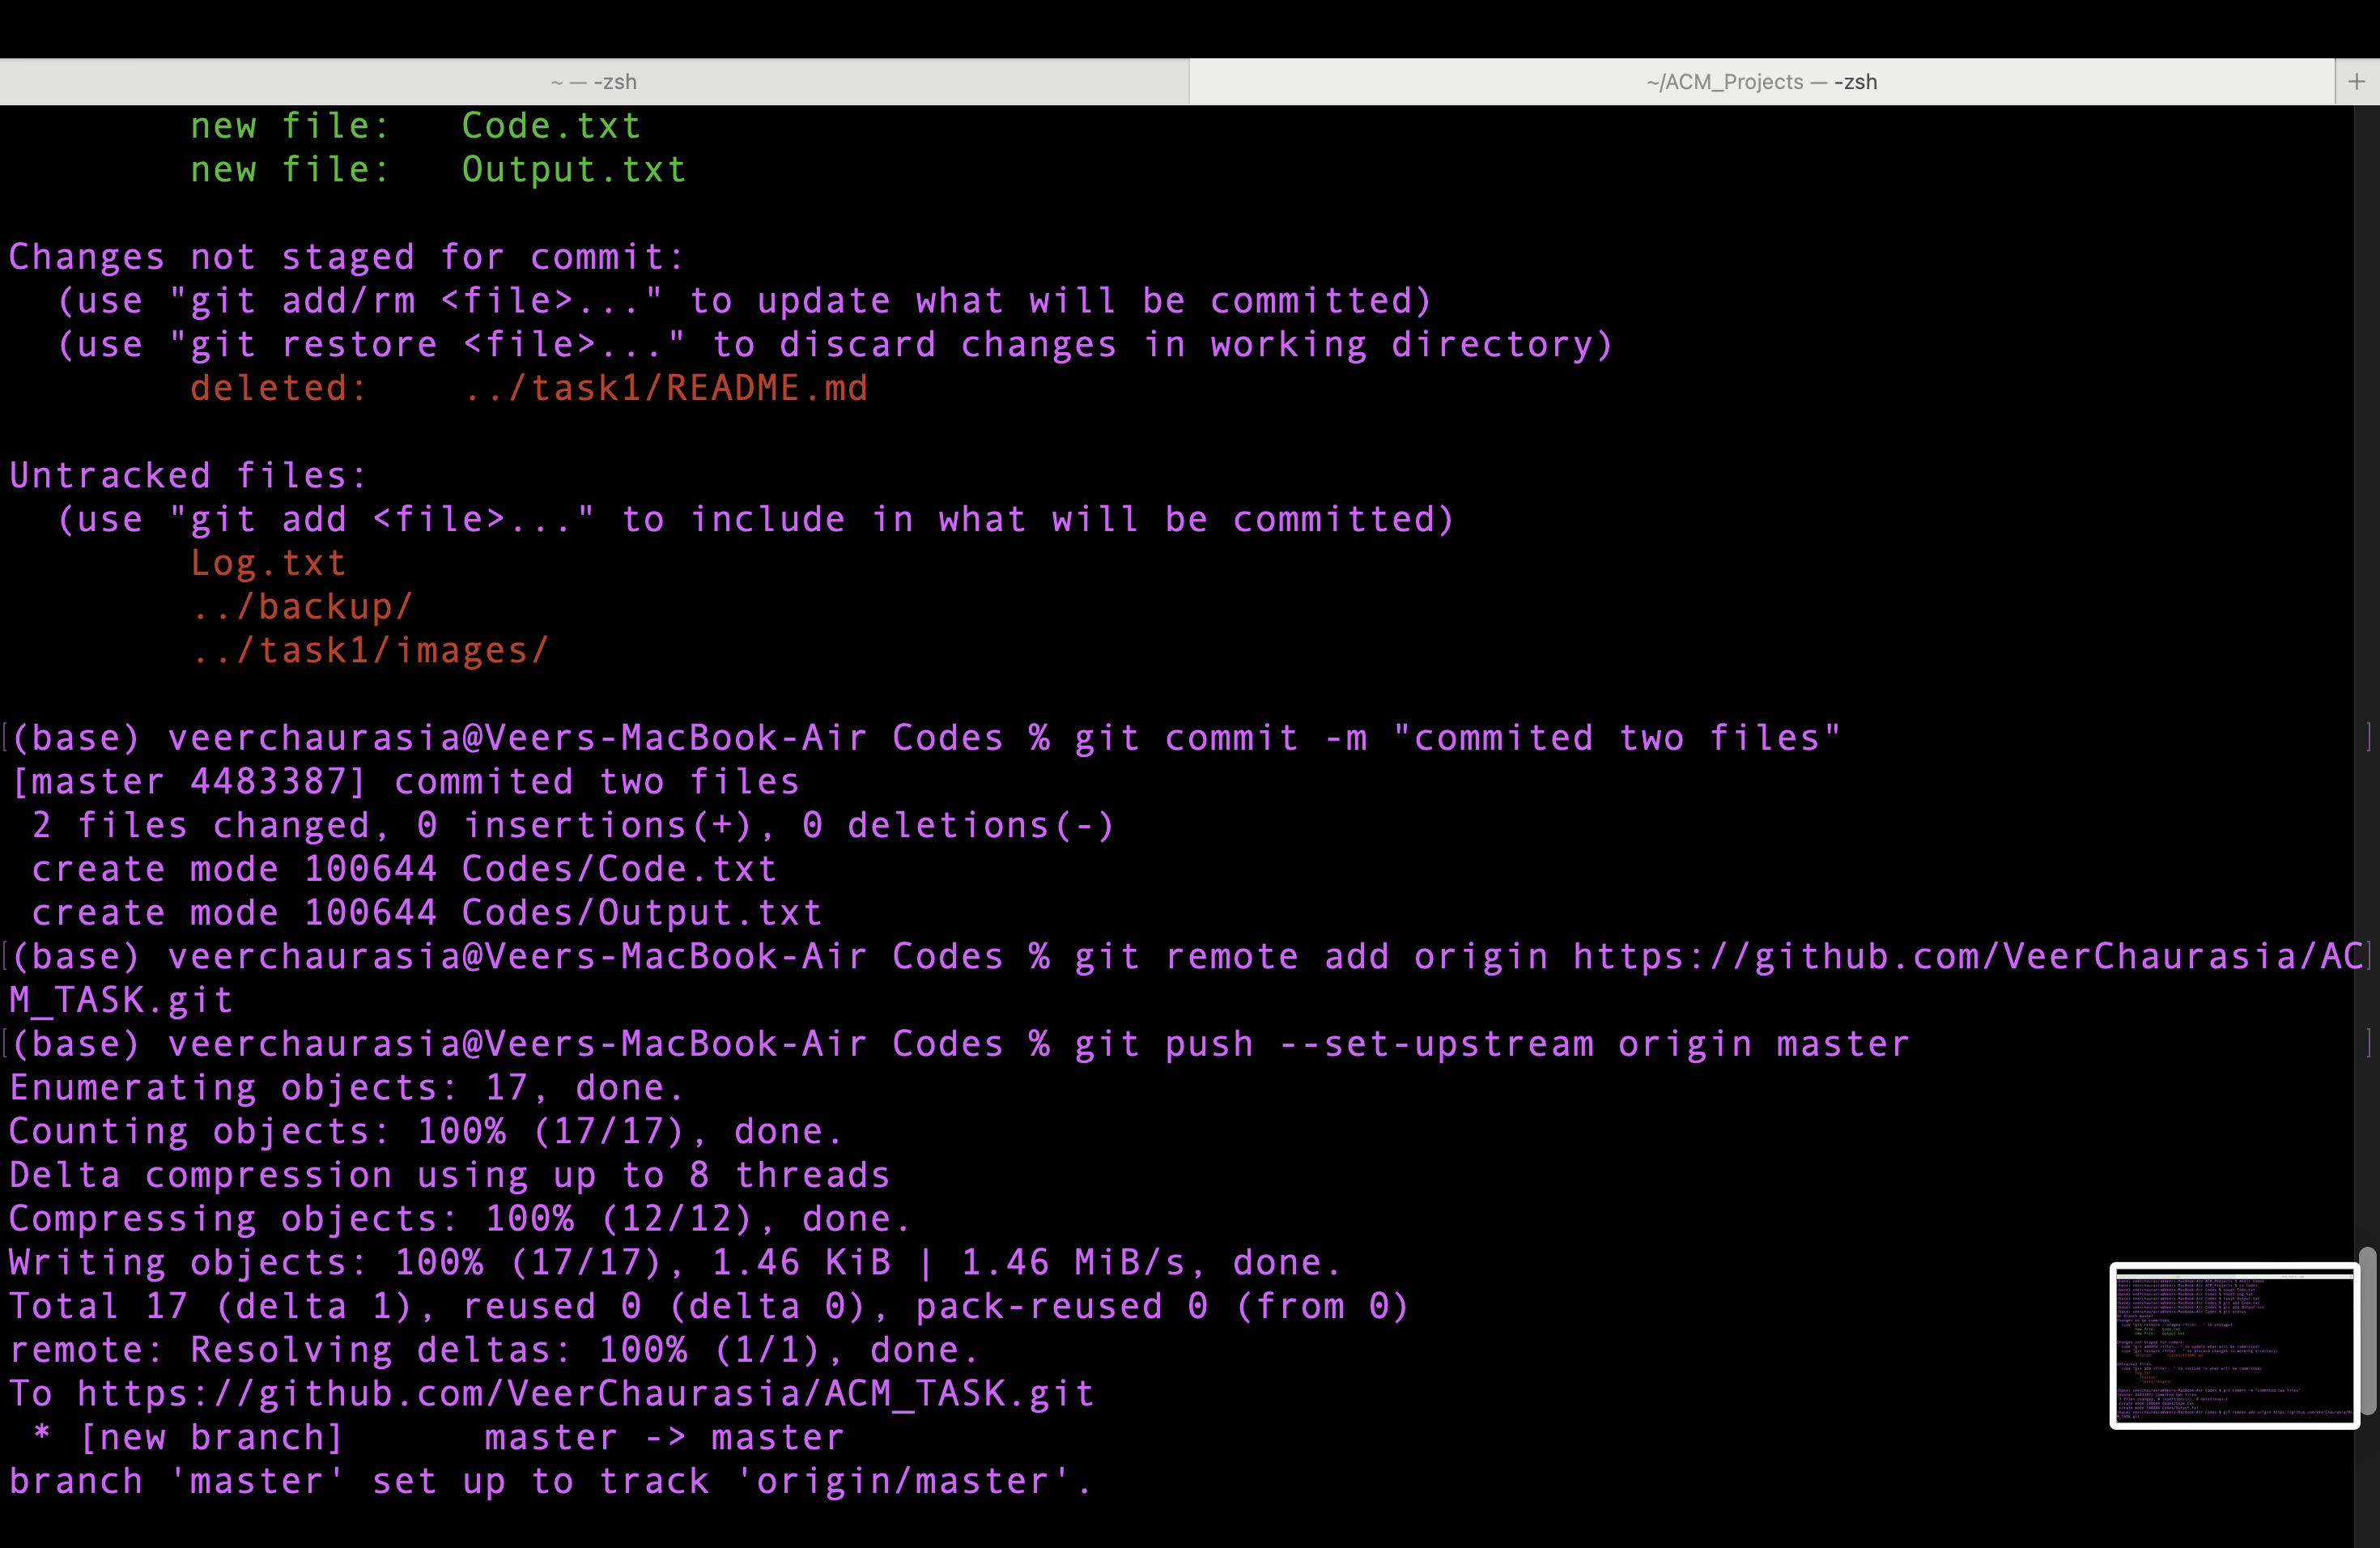 ~ — -zsh
~/ACM_Projects — -zsh
+
new file:   Code.txt
new file:   Output.txt
Changes not staged for commit:
(use "git add/rm <file>..." to update what will be committed)
(use "git restore <file>..." to discard changes in working directory)
deleted:    ../task1/README.md
Untracked files:
(use "git add <file>..." to include in what will be committed)
Log.txt
../backup/
../task1/images/
[(base) veerchaurasia@Veers-MacBook-Air Codes % git commit -m "commited two files" ]
[master 4483387] commited two files
2 files changed, 0 insertions(+), 0 deletions(-)
create mode 100644 Codes/Code.txt
create mode 100644 Codes/Output.txt
[(base) veerchaurasia@Veers-MacBook-Air Codes % git remote add origin https://github.com/VeerChaurasia/AC]
M_TASK.git
[(base) veerchaurasia@Veers-MacBook-Air Codes % git push --set-upstream origin master ]
Enumerating objects: 17, done.
Counting objects: 100% (17/17), done.
Delta compression using up to 8 threads
Compressing objects: 100% (12/12), done.
Writing objects: 100% (17/17), 1.46 KiB | 1.46 MiB/s, done.
Total 17 (delta 1), reused 0 (delta 0), pack-reused 0 (from 0)
remote: Resolving deltas: 100% (1/1), done.
To https://github.com/VeerChaurasia/ACM_TASK.git
* [new branch]      master -> master
branch 'master' set up to track 'origin/master'.